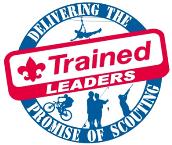 DELIVERING THE
Trained
LEADERS
PROMISE OF SCOUTING